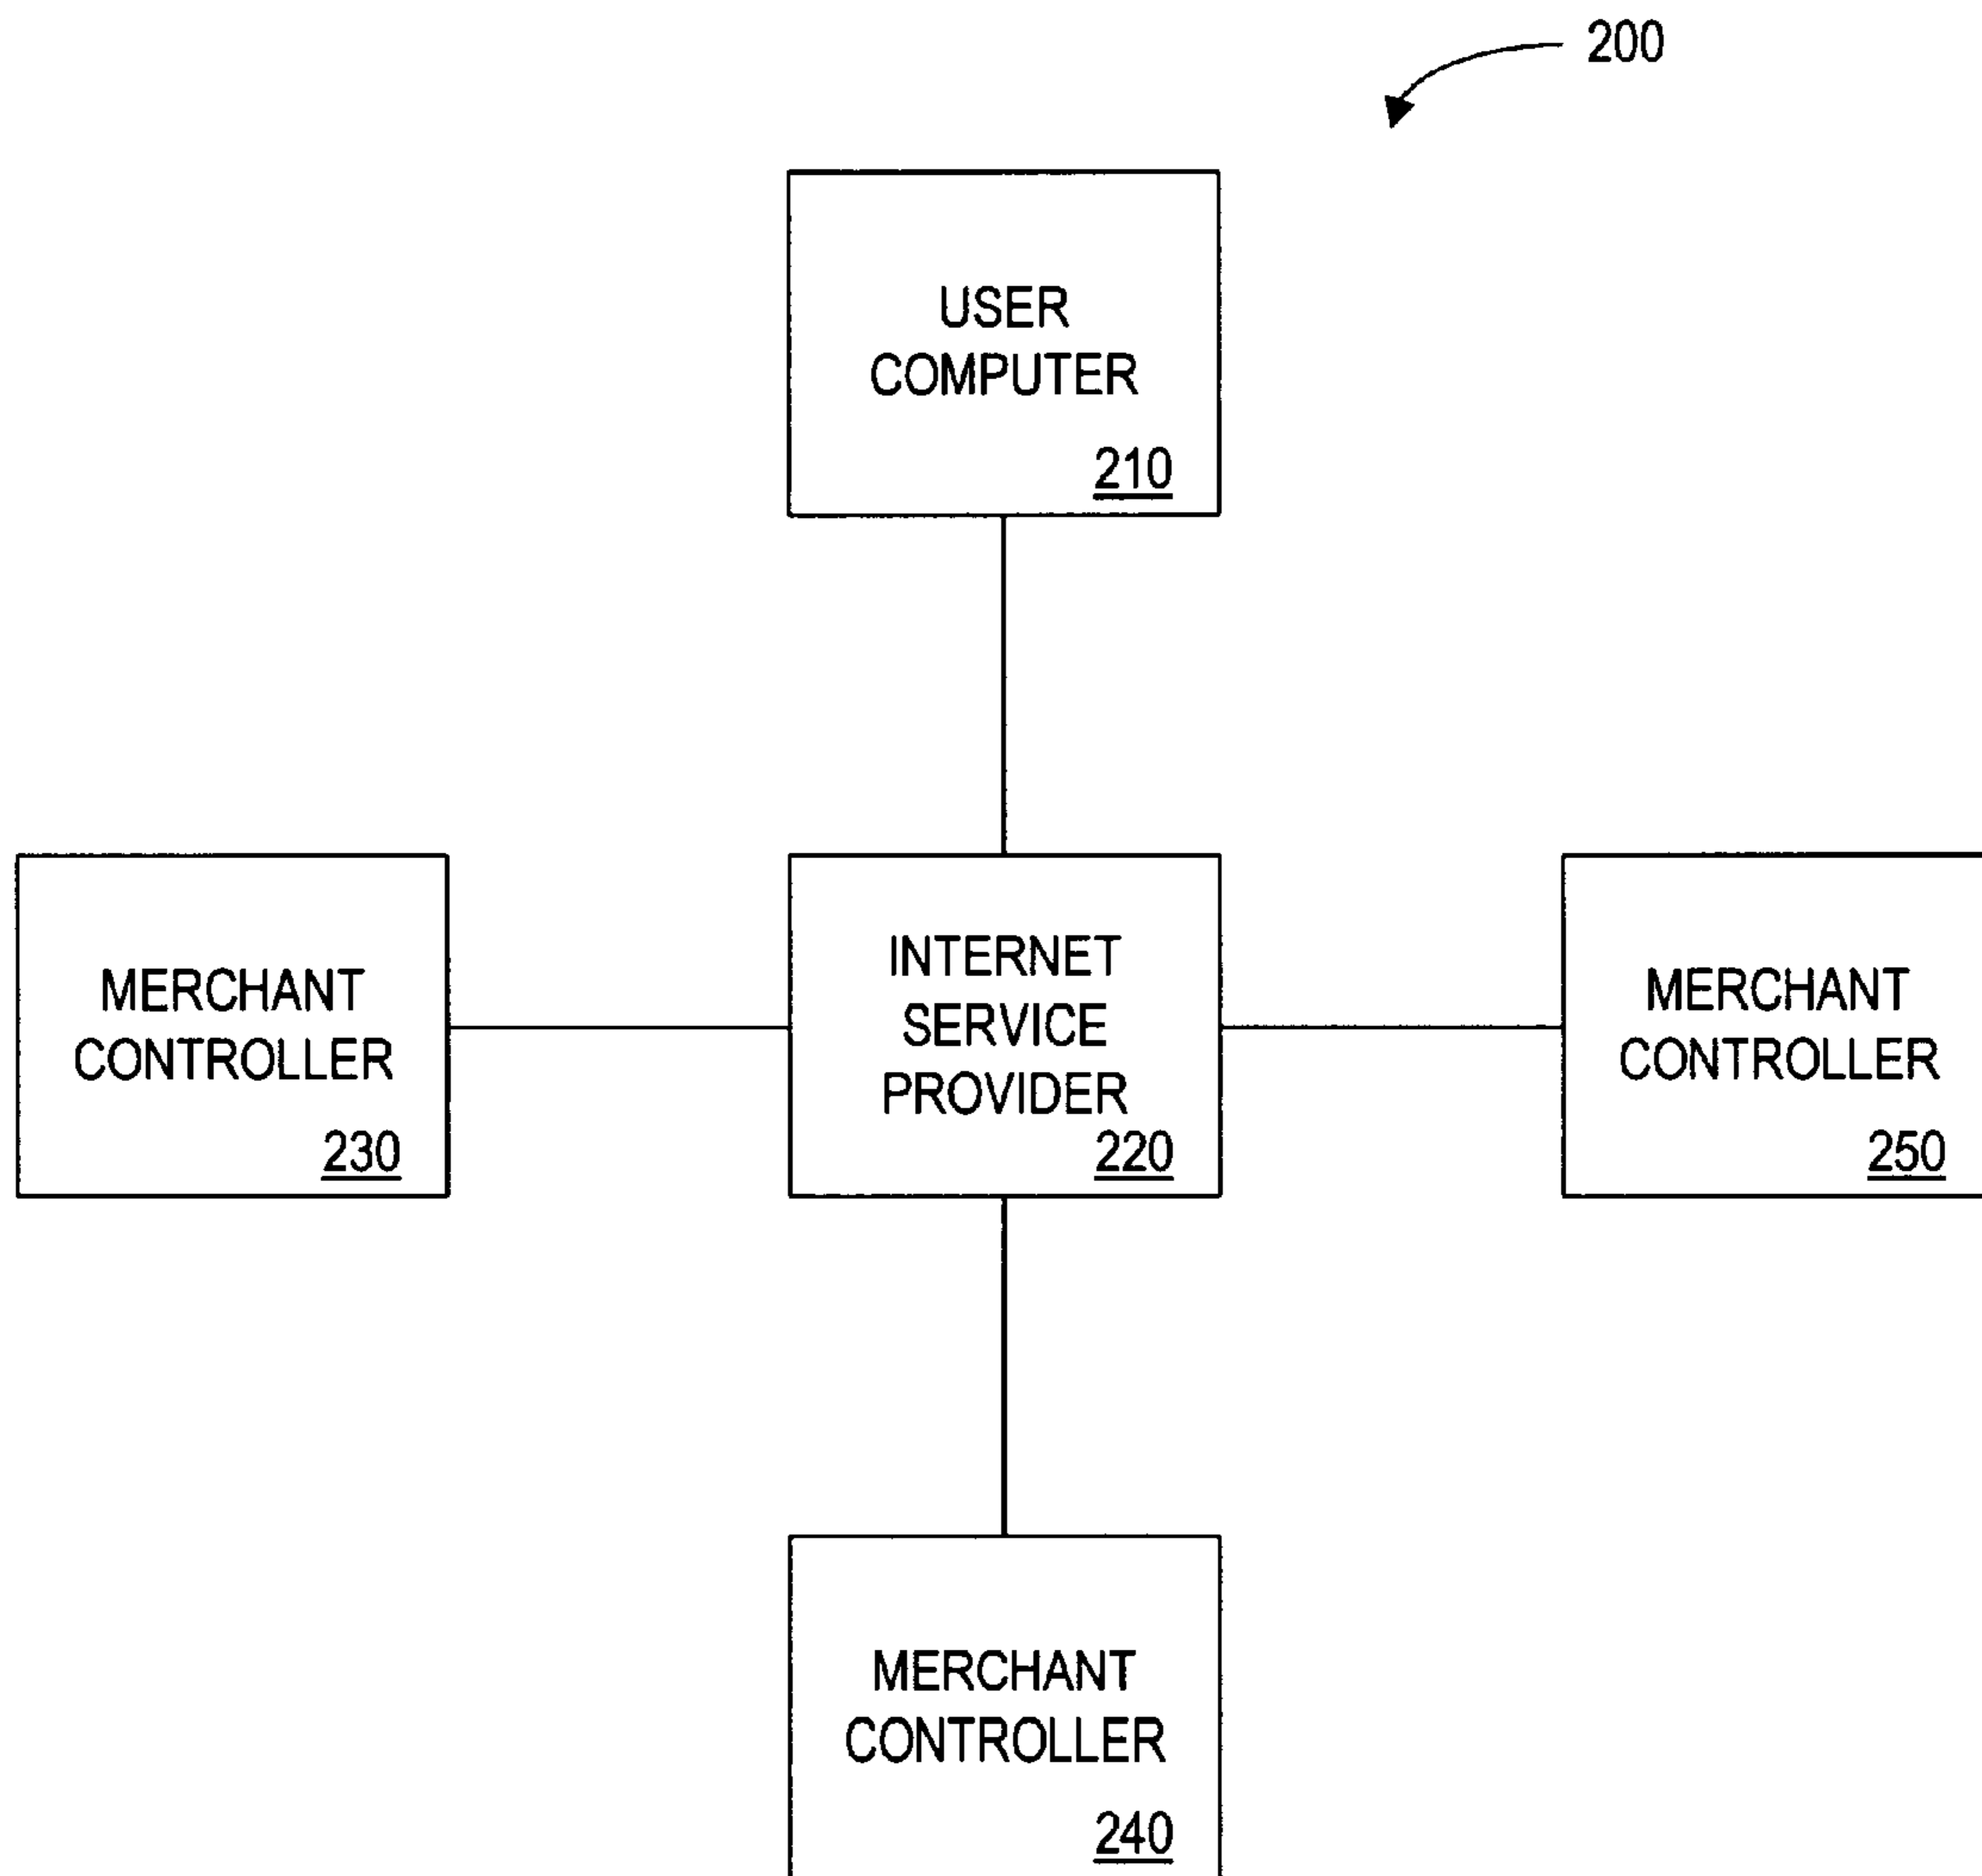 200
USER
COMPUTER
210
MERCHANT
CONTROLLER
230
INTERNET
SERVICE
PROVIDER
220
MERCHANT
CONTROLLER
250
MERCHANT
CONTROLLER
240